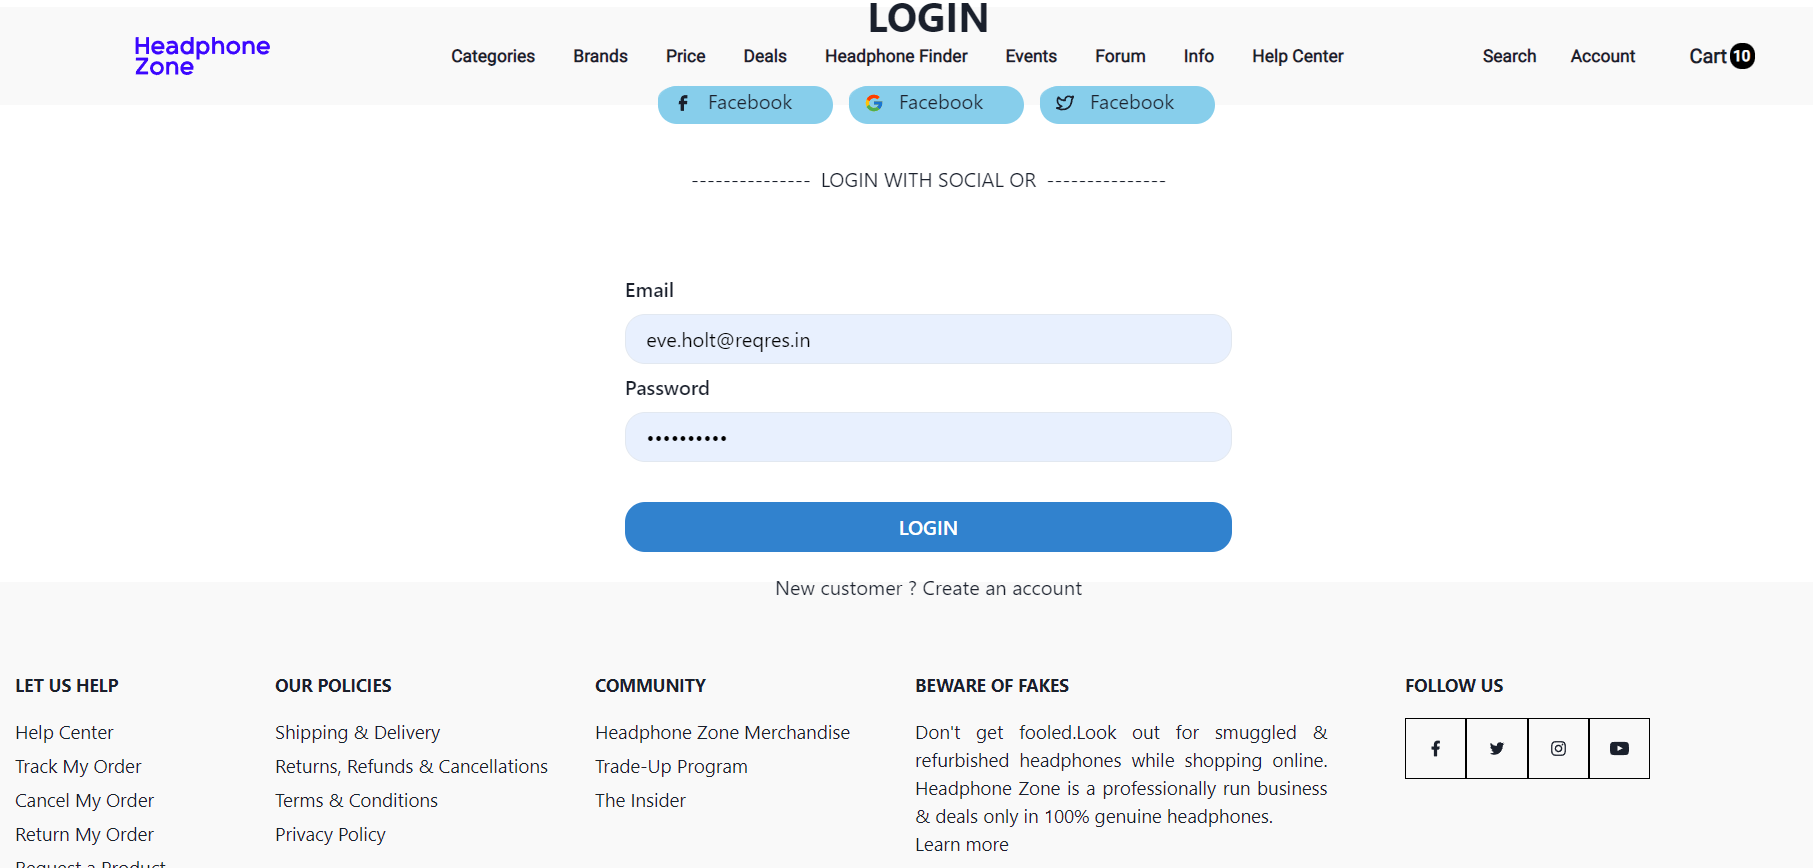 LOGIN
Headphone
Zone
Categories Brands Price Deals Headphone Finder Events Forum Info Help Center Search Account Cart 10
Facebook Facebook Facebook
--------------- LOGIN WITH SOCIAL OR ---------------
Email
eve.holt@reqres.in
Password
••••••••••
LOGIN
New customer ? Create an account
LET US HELP
Help Center
Track My Order
Cancel My Order
Return My Order
Request a Product
OUR POLICIES
Shipping & Delivery
Returns, Refunds & Cancellations
Terms & Conditions
Privacy Policy
COMMUNITY
Headphone Zone Merchandise
Trade-Up Program
The Insider
BEWARE OF FAKES
Don't get fooled.Look out for smuggled &
refurbished headphones while shopping online.
Headphone Zone is a professionally run business
& deals only in 100% genuine headphones.
Learn more
FOLLOW US